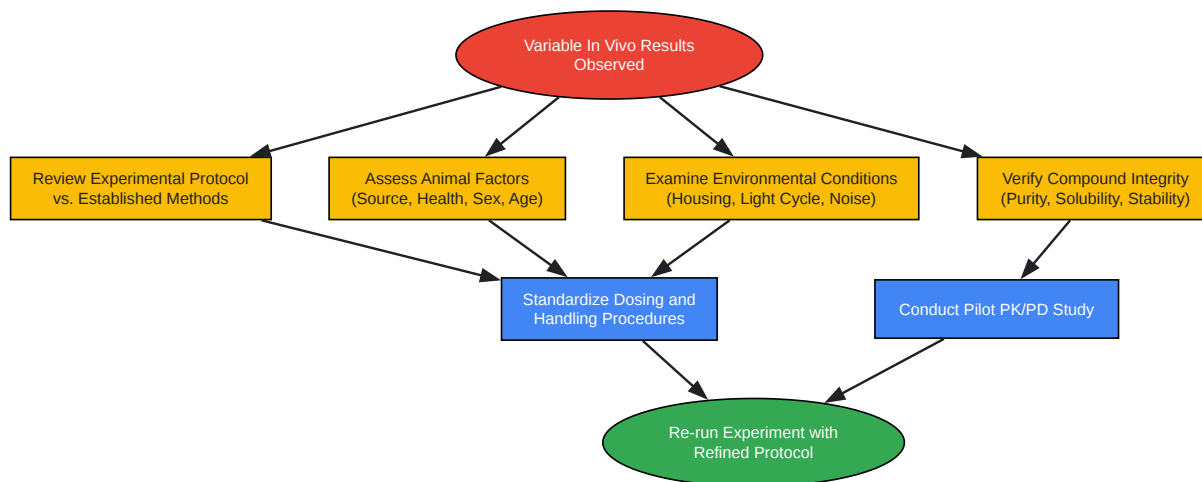 Variable In Vivo Results
Observed
Review Experimental Protocol
vs. Established Methods
Assess Animal Factors
(Source, Health, Sex, Age)
Examine Environmental Conditions
(Housing, Light Cycle, Noise)
Verify Compound Integrity
(Purity, Solubility, Stability)
Standardize Dosing and
Handling Procedures
Conduct Pilot PK/PD Study
Re-run Experiment with
Refined Protocol